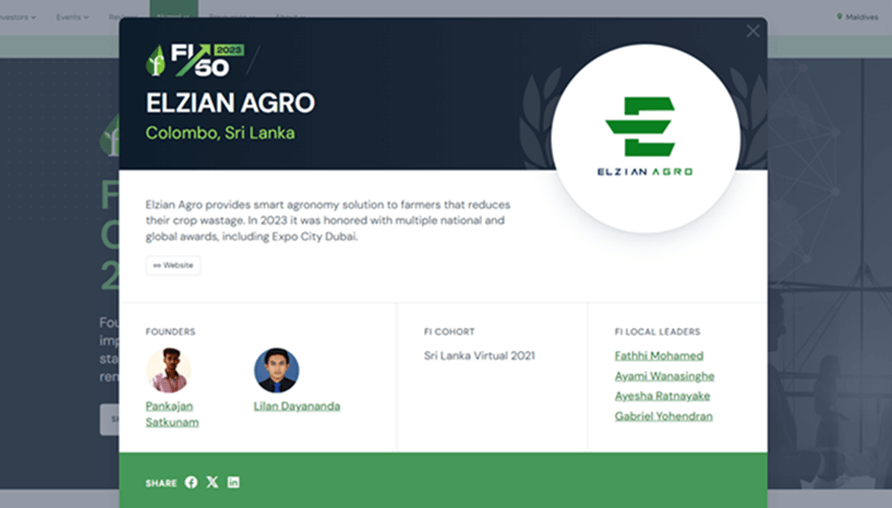 Investors
Events
Maldives
FI
2023
50
ELZIAN AGRO
Colombo, Sri Lanka
ELZIAN AGRO
Elzian Agro provides smart agronomy solution to farmers that reduces
their crop wastage. In 2023 it was honored with multiple national and
global awards, including Expo City Dubai.
Website
FOUNDERS
FI COHORT
FI LOCAL LEADERS
Sri Lanka Virtual 2021
Fathhi Mohamed
Ayami Wanasinghe
Ayesha Ratnayake
Gabriel Yohendran
Pankajan
Satkunam
Lilan Dayananda
SHARE